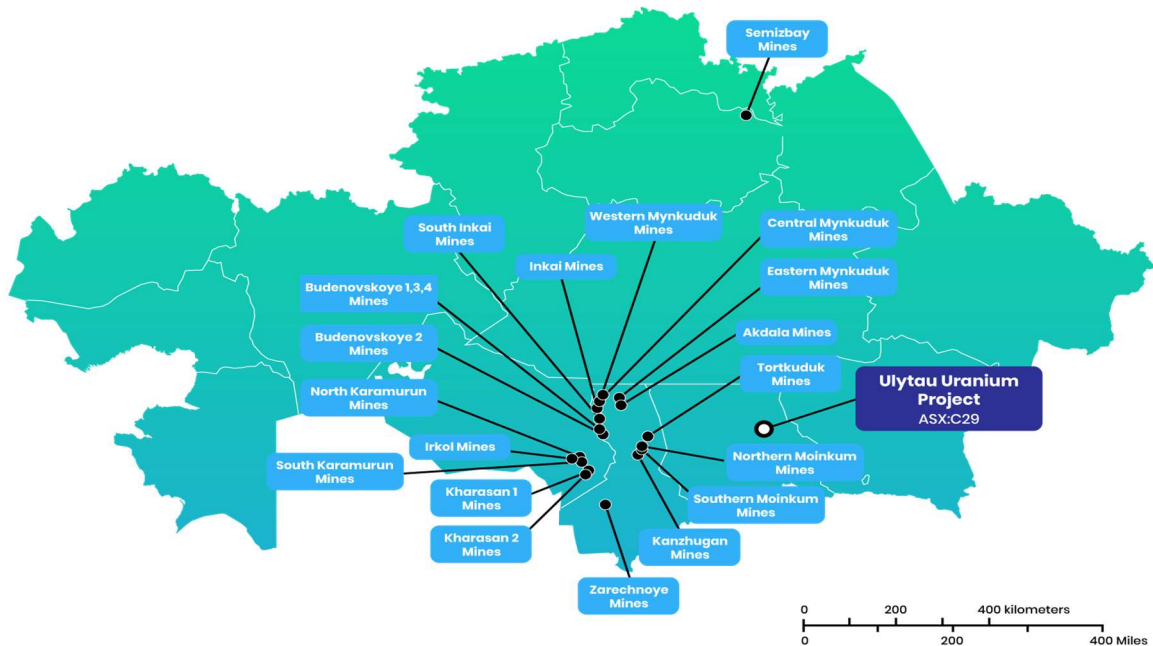 Semizbay
Mines
Western Mynkuduk
Mines
Central Mynkuduk
Mines
South Inkai
Mines
Inkai Mines
Eastern Mynkuduk
Mines
Budenovskoye 1,3,4
Mines
Akdala Mines
Budenovskoye 2
Mines
Tortkuduk
Mines
Ulytau Uranium
Project
ASX:C29
North Karamurun
Mines
Irkol Mines
Northern Moinkum
Mines
South Karamurun
Mines
Kharasan 1
Mines
Southern Moinkum
Mines
Kharasan 2
Mines
Kanzhugan
Mines
Zarechnoye
Mines
0 200 400 kilometers
0 200 400 Miles